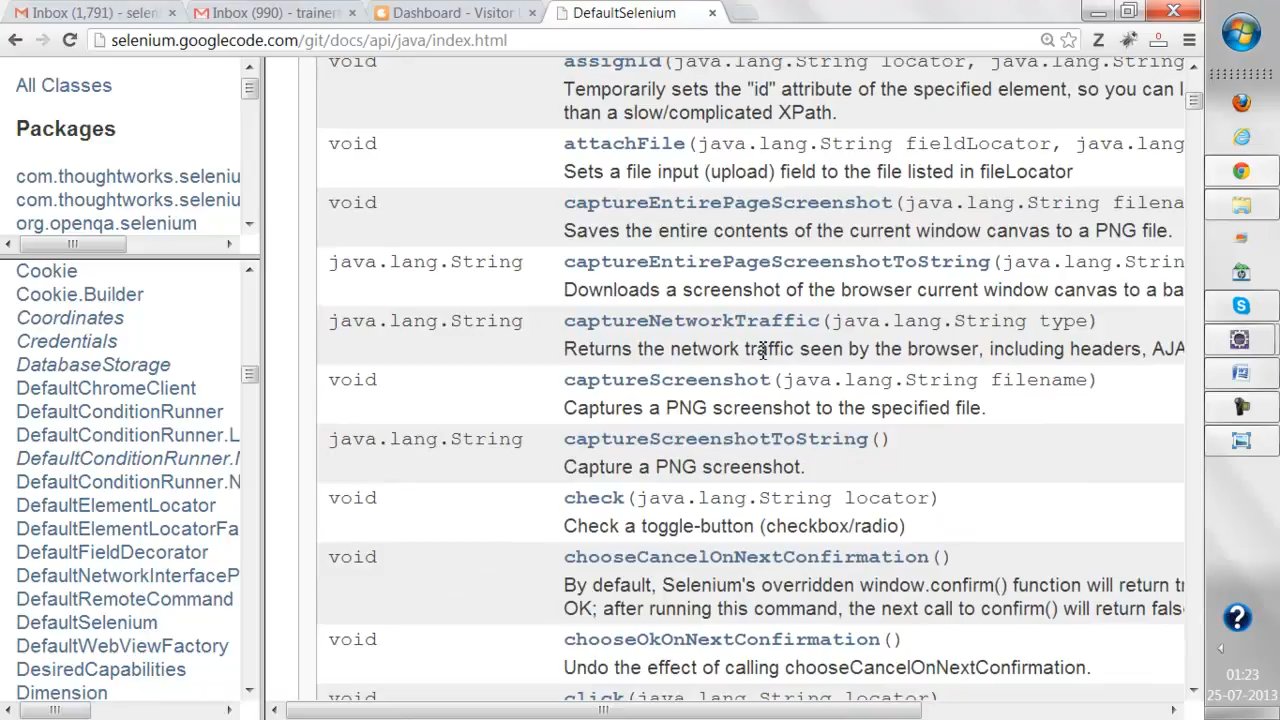 Inbox (1,791) - selen
Inbox (990) - trainer
Dashboard - Visitor L
DefaultSelenium
selenium.googlecode.com/git/docs/api/java/index.html
All Classes
Packages
com.thoughtworks.seleniu
com.thoughtworks.seleniu
org.openqa.selenium
Cookie
Cookie.Builder
Coordinates
Credentials
DatabaseStorage
DefaultChromeClient
DefaultConditionRunner
DefaultConditionRunner.L
DefaultConditionRunner.N
DefaultConditionRunner.N
DefaultElementLocator
DefaultElementLocatorFa
DefaultFieldDecorator
DefaultNetworkInterfaceP
DefaultRemoteCommand
DefaultSelenium
DefaultWebViewFactory
DesiredCapabilities
Dimension
void assignId(java.lang.String locator, java.lang.String
Temporarily sets the "id" attribute of the specified element, so you can l
than a slow/complicated XPath.
void attachFile(java.lang.String fieldLocator, java.lang
Sets a file input (upload) field to the file listed in fileLocator
void captureEntirePageScreenshot(java.lang.String filena
Saves the entire contents of the current window canvas to a PNG file.
java.lang.String captureEntirePageScreenshotToString(java.lang.Strin
Downloads a screenshot of the browser current window canvas to a ba
java.lang.String captureNetworkTraffic(java.lang.String type)
Returns the network traffic seen by the browser, including headers, AJA
void captureScreenshot(java.lang.String filename)
Captures a PNG screenshot to the specified file.
java.lang.String captureScreenshotToString()
Capture a PNG screenshot.
void check(java.lang.String locator)
Check a toggle-button (checkbox/radio)
void chooseCancelOnNextConfirmation()
By default, Selenium's overridden window.confirm() function will return tr
OK; after running this command, the next call to confirm() will return fals
void chooseOkOnNextConfirmation()
Undo the effect of calling chooseCancelOnNextConfirmation.
void click(java.lang.String locator)
01:23
25-07-2013